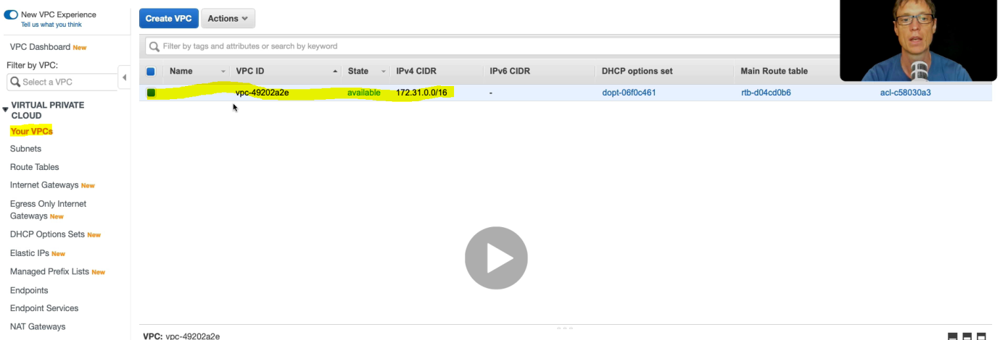 New VPC Experience
Tell us what you think
VPC Dashboard New
Filter by VPC:
Select a VPC
VIRTUAL PRIVATE
CLOUD
Your VPCs
Subnets
Route Tables
Internet Gateways New
Egress Only Internet
Gateways New
DHCP Options Sets New
Elastic IPs New
Managed Prefix Lists New
Endpoints
Endpoint Services
NAT Gateways
Create VPC Actions
Filter by tags and attributes or search by keyword
Name VPC ID State IPv4 CIDR IPv6 CIDR DHCP options set Main Route table
vpc-49202a2e available 172.31.0.0/16 - dopt-06f0c461 rtb-d04cd0b6 acl-c58030a3
VPC: vpc-49202a2e